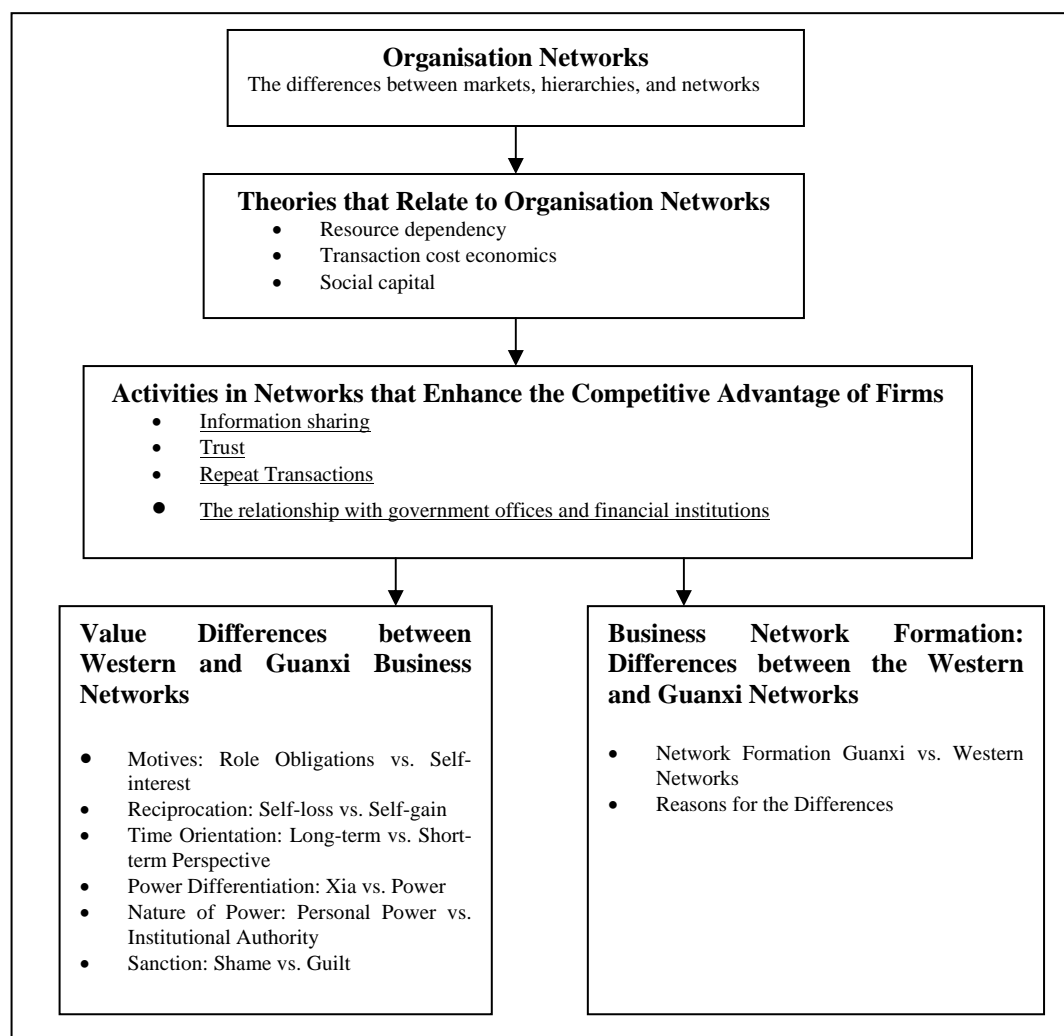 Organisation Networks
The differences between markets, hierarchies, and networks
Theories that Relate to Organisation Networks
• Resource dependency
• Transaction cost economics
• Social capital
Activities in Networks that Enhance the Competitive Advantage of Firms
• Information sharing
• Trust
• Repeat Transactions
• The relationship with government offices and financial institutions
Value Differences between
Western and Guanxi Business
Networks
• Motives: Role Obligations vs. Self-
interest
• Reciprocation: Self-loss vs. Self-gain
• Time Orientation: Long-term vs. Short-
term Perspective
• Power Differentiation: Xia vs. Power
• Nature of Power: Personal Power vs.
Institutional Authority
• Sanction: Shame vs. Guilt
Business Network Formation:
Differences between the Western
and Guanxi Networks
• Network Formation Guanxi vs. Western
Networks
• Reasons for the Differences